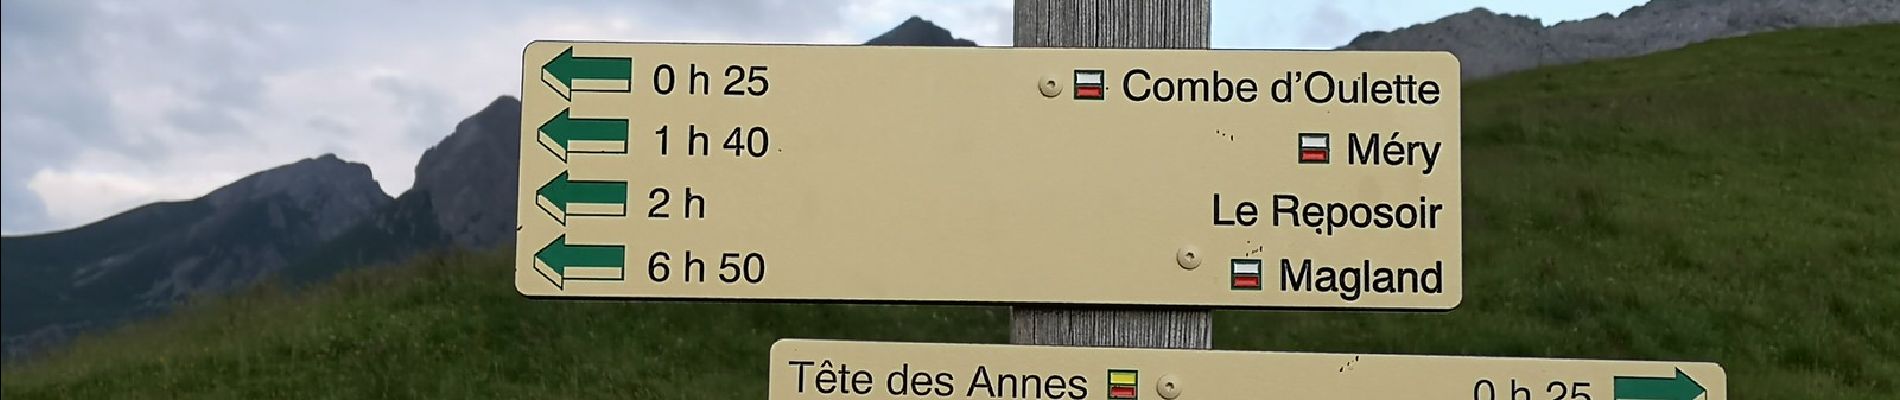 0 h 25 Combe d'Oulette
1 h 40 Méry
2 h Le Reposoir
6 h 50 Magland
Tête des Annes 0 h 25